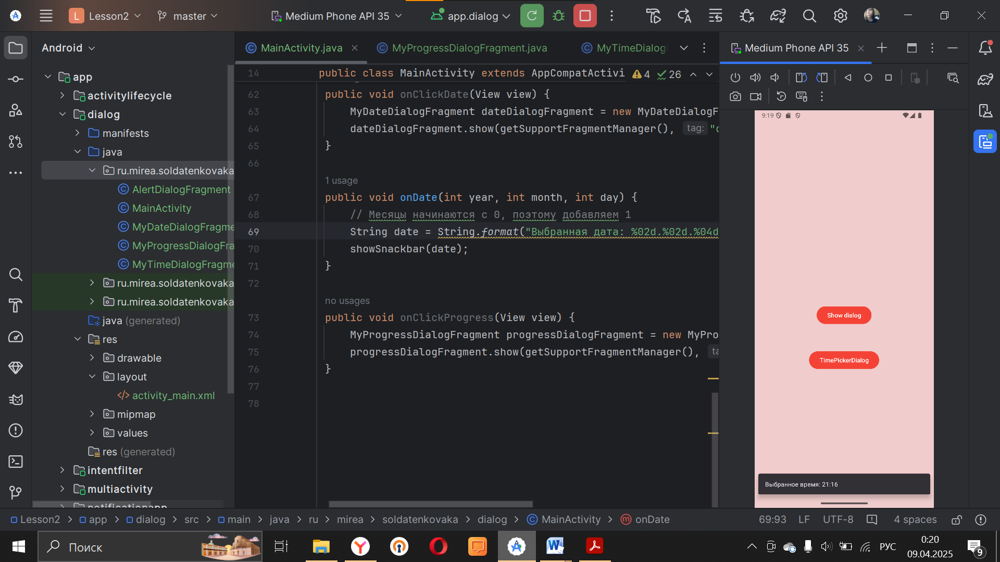 L Lesson2
master
Medium Phone API 35
app.dialog
Android
app
activitylifecycle
dialog
manifests
java
ru.mirea.soldatenkovaka
AlertDialogFragment
MainActivity
MyDateDialogFragme
MyProgressDialogFra
MyTimeDialogFragme
ru.mirea.soldatenkovaka
ru.mirea.soldatenkovaka
java (generated)
res
drawable
layout
activity_main.xml
mipmap
values
res (generated)
intentfilter
multiactivity
notificationapp
MainActivity.java
MyProgressDialogFragment.java
MyTimeDialog
14 public class MainActivity extends AppCompatActivi
4 26
62 public void onClickDate(View view) {
63 MyDateDialogFragment dateDialogFragment = new MyDateDialogF
64 dateDialogFragment.show(getSupportFragmentManager(), tag: "d
65 }
66
1 usage
67 public void onDate(int year, int month, int day) {
68 // Месяцы начинаются с 0, поэтому добавляем 1
69 String date = String.format("Выбранная дата: %02d.%02d.%04d
70 showSnackbar(date);
71 }
72
no usages
73 public void onClickProgress(View view) {
74 MyProgressDialogFragment progressDialogFragment = new MyPro
75 progressDialogFragment.show(getSupportFragmentManager(), ta
76 }
77
78
Medium Phone API 35
9:19
Show dialog
TimePickerDialog
Выбранное время: 21:16
Lesson2 > app > dialog > src > main > java > ru > mirea > soldatenkovaka > dialog > MainActivity > onDate
69:93 LF UTF-8 4 spaces
Поиск
РУС
0:20
09.04.2025
9